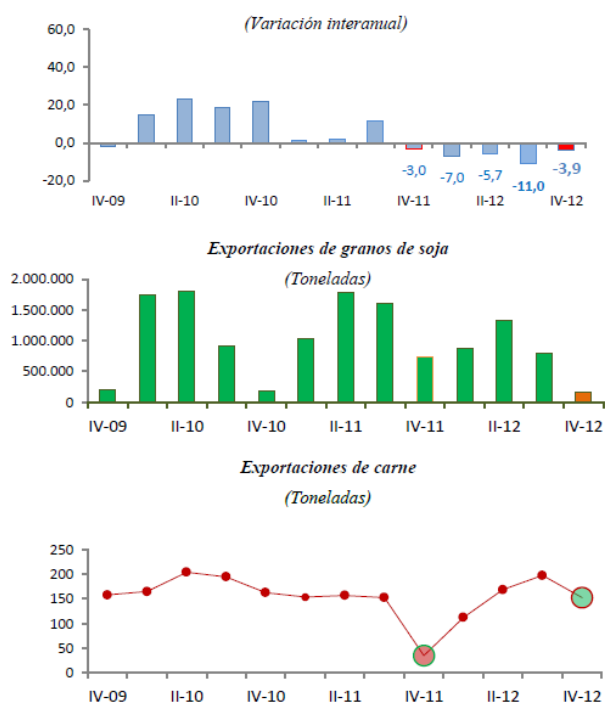 (Variación interanual)
60,0
40,0
20,0
0,0
-20,0
-3,0
-7,0
-5,7
-11,0
-3,9
IV-09 II-10 IV-10 II-11 IV-11 II-12 IV-12
Exportaciones de granos de soja
(Toneladas)
2.000.000
1.500.000
1.000.000
500.000
0
IV-09 II-10 IV-10 II-11 IV-11 II-12 IV-12
Exportaciones de carne
(Toneladas)
250
200
150
100
50
0
IV-09 II-10 IV-10 II-11 IV-11 II-12 IV-12